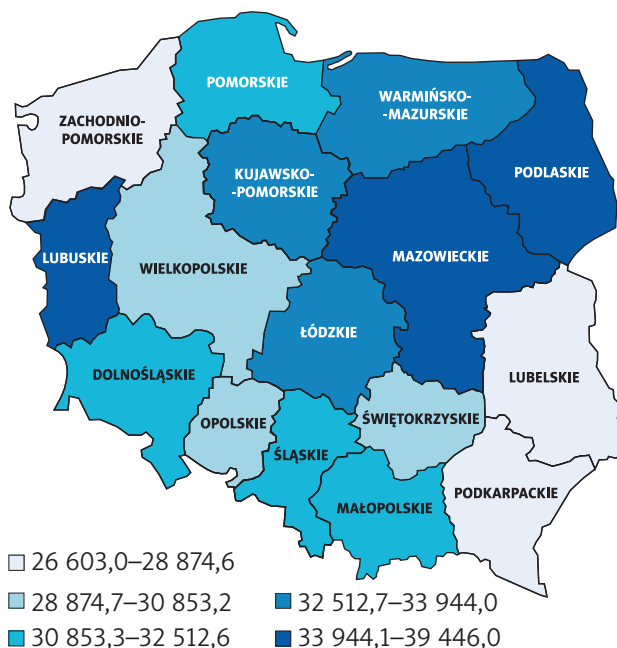 POMORSKIE
WARMIŃSKO-
-MAZURSKIE
ZACHODNIO-
POMORSKIE
KUJAWSKO-
-POMORSKIE
PODLASKIE
LUBUSKIE
WIELKOPOLSKIE
MAZOWIECKIE
ŁÓDZKIE
DOLNOŚLĄSKIE
LUBELSKIE
OPOLSKIE
ŚWIĘTOKRZYSKIE
ŚLĄSKIE
PODKARPACKIE
MAŁOPOLSKIE
26 603,0–28 874,6
28 874,7–30 853,2
32 512,7–33 944,0
30 853,3–32 512,6
33 944,1–39 446,0